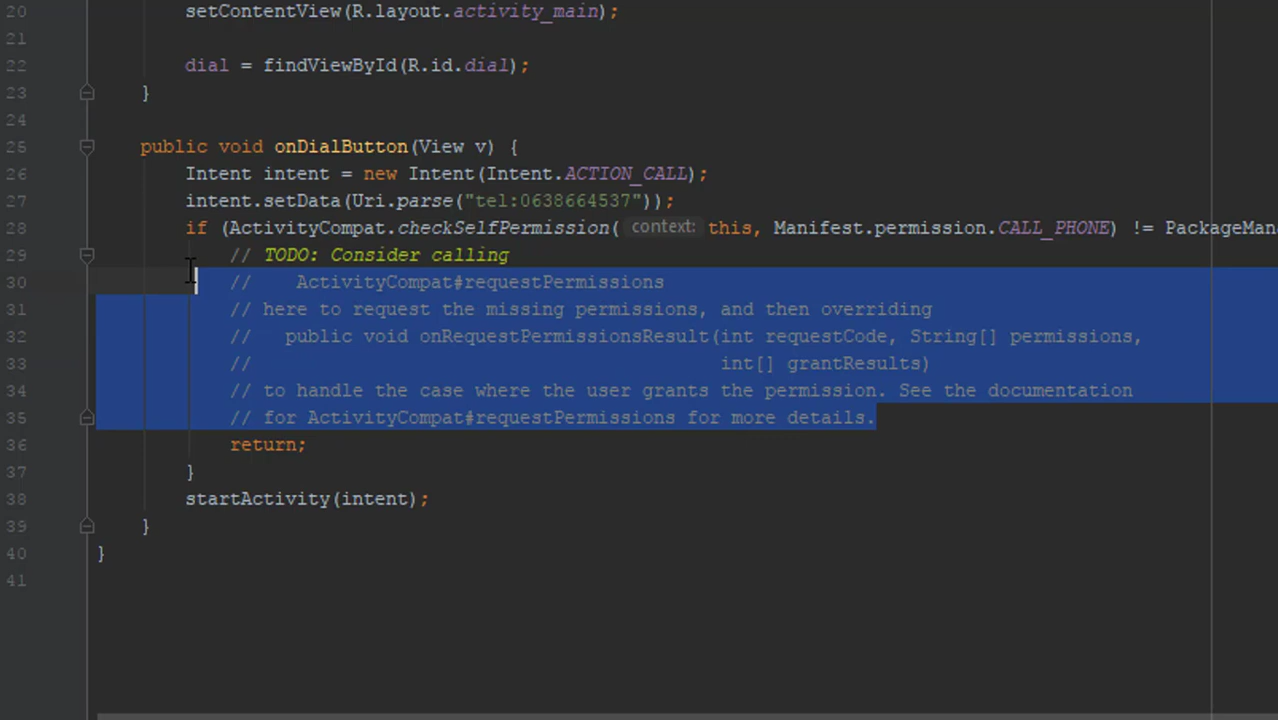 20 setContentView(R.layout.activity_main);
21
22 dial = findViewById(R.id.dial);
23 }
24
25 public void onDialButton(View v) {
26 Intent intent = new Intent(Intent.ACTION_CALL);
27 intent.setData(Uri.parse("tel:0638664537"));
28 if (ActivityCompat.checkSelfPermission( context: this, Manifest.permission.CALL_PHONE) != PackageMan
29 // TODO: Consider calling
30 // ActivityCompat#requestPermissions
31 // here to request the missing permissions, and then overriding
32 // public void onRequestPermissionsResult(int requestCode, String[] permissions,
33 // int[] grantResults)
34 // to handle the case where the user grants the permission. See the documentation
35 // for ActivityCompat#requestPermissions for more details.
36 return;
37 }
38 startActivity(intent);
39 }
40 }
41